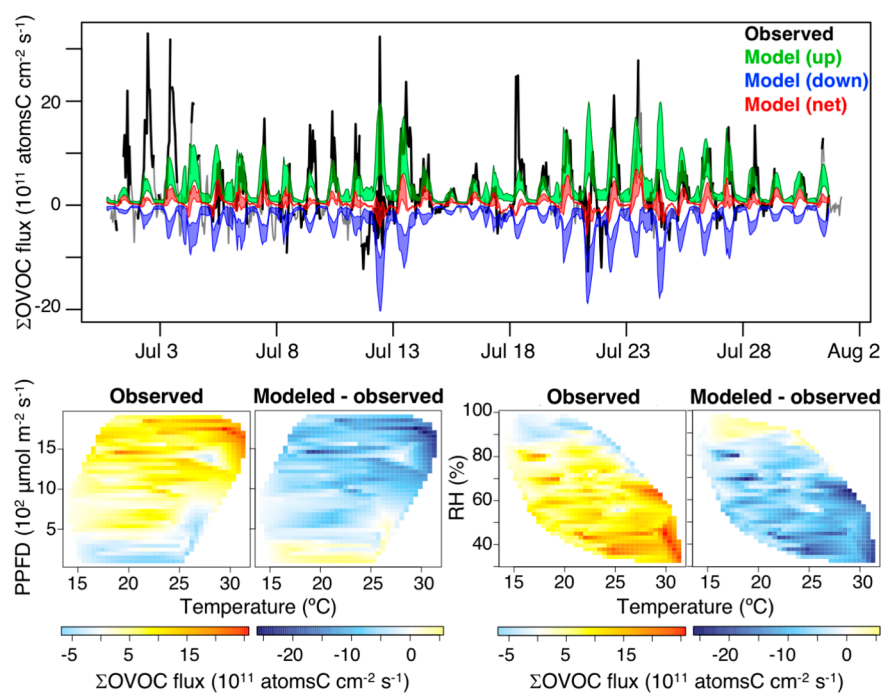 Observed
Model (up)
Model (down)
Model (net)
ΣOVOC flux (10¹¹ atomsC cm⁻² s⁻¹)
20
0
-20
Jul 3 Jul 8 Jul 13 Jul 18 Jul 23 Jul 28 Aug 2
Observed Modeled - observed Observed Modeled - observed
PPFD (10² µmol m⁻² s⁻¹)
15
10
5
RH (%)
100
80
60
40
15 20 25 30 15 20 25 30 15 20 25 30 15 20 25 30
Temperature (ºC) Temperature (ºC)
-5 5 15 25 -20 -10 0 -5 5 15 25 -20 -10 0
ΣOVOC flux (10¹¹ atomsC cm⁻² s⁻¹) ΣOVOC flux (10¹¹ atomsC cm⁻² s⁻¹)